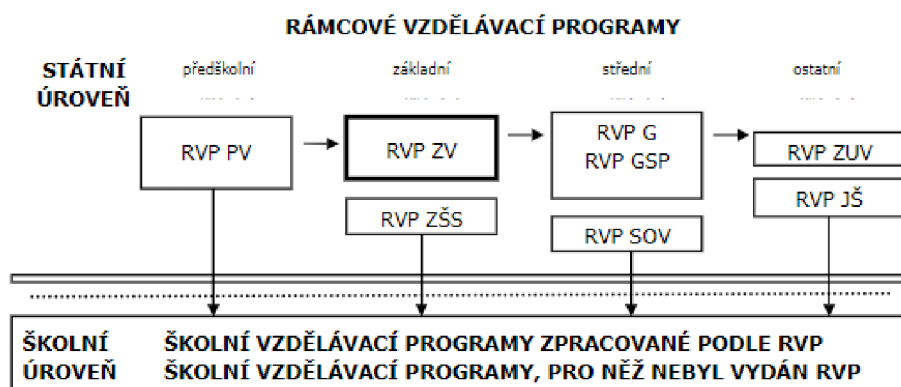 RÁMCOVÉ VZDĚLÁVACÍ PROGRAMY
STÁTNÍ ÚROVEŇ
předškolní
základní
střední
ostatní
RVP PV
RVP ZV
RVP G
RVP GSP
RVP ZUV
RVP ZŠS
RVP SOV
RVP JŠ
ŠKOLNÍ ŠKOLNÍ VZDĚLÁVACÍ PROGRAMY ZPRACOVANÉ PODLE RVP
ÚROVEŇ ŠKOLNÍ VZDĚLÁVACÍ PROGRAMY, PRO NĚŽ NEBYL VYDÁN RVP